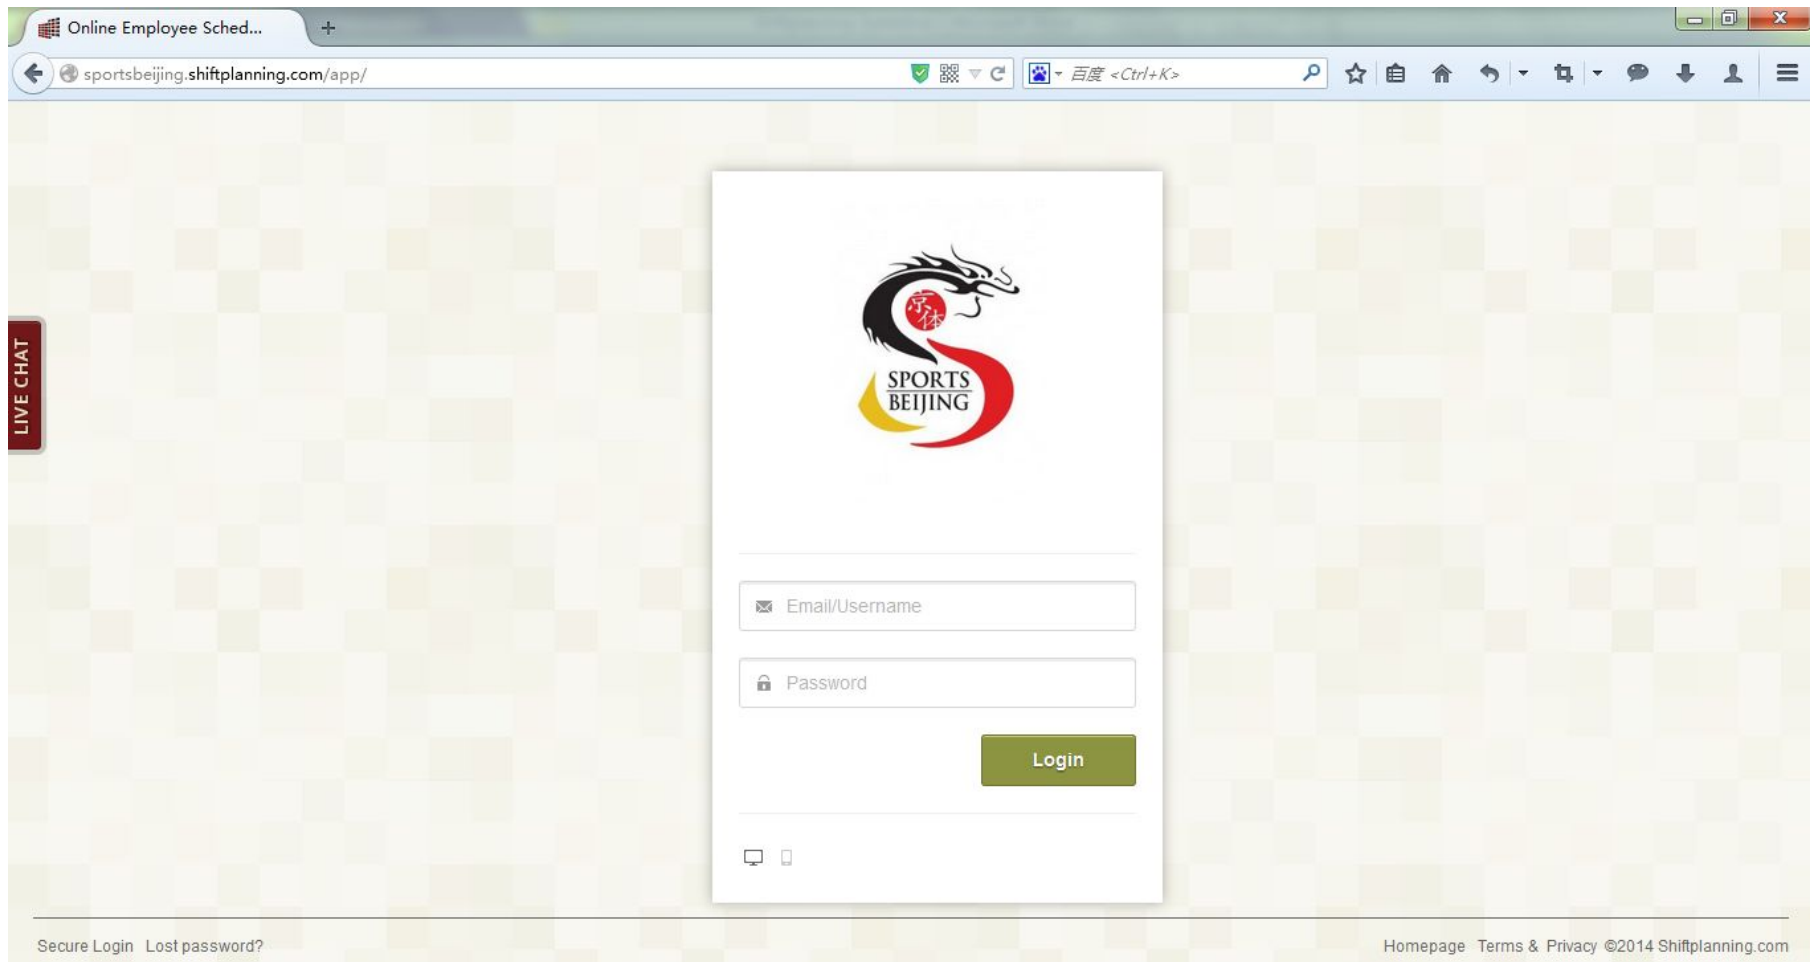 Online Employee Sched...
sportsbeijing.shiftplanning.com/app/
百度 <Ctrl+K>
LIVE CHAT
京
体
SPORTS
BEIJING
Email/Username
Password
Login
Secure Login Lost password?
Homepage Terms & Privacy ©2014 Shiftplanning.com